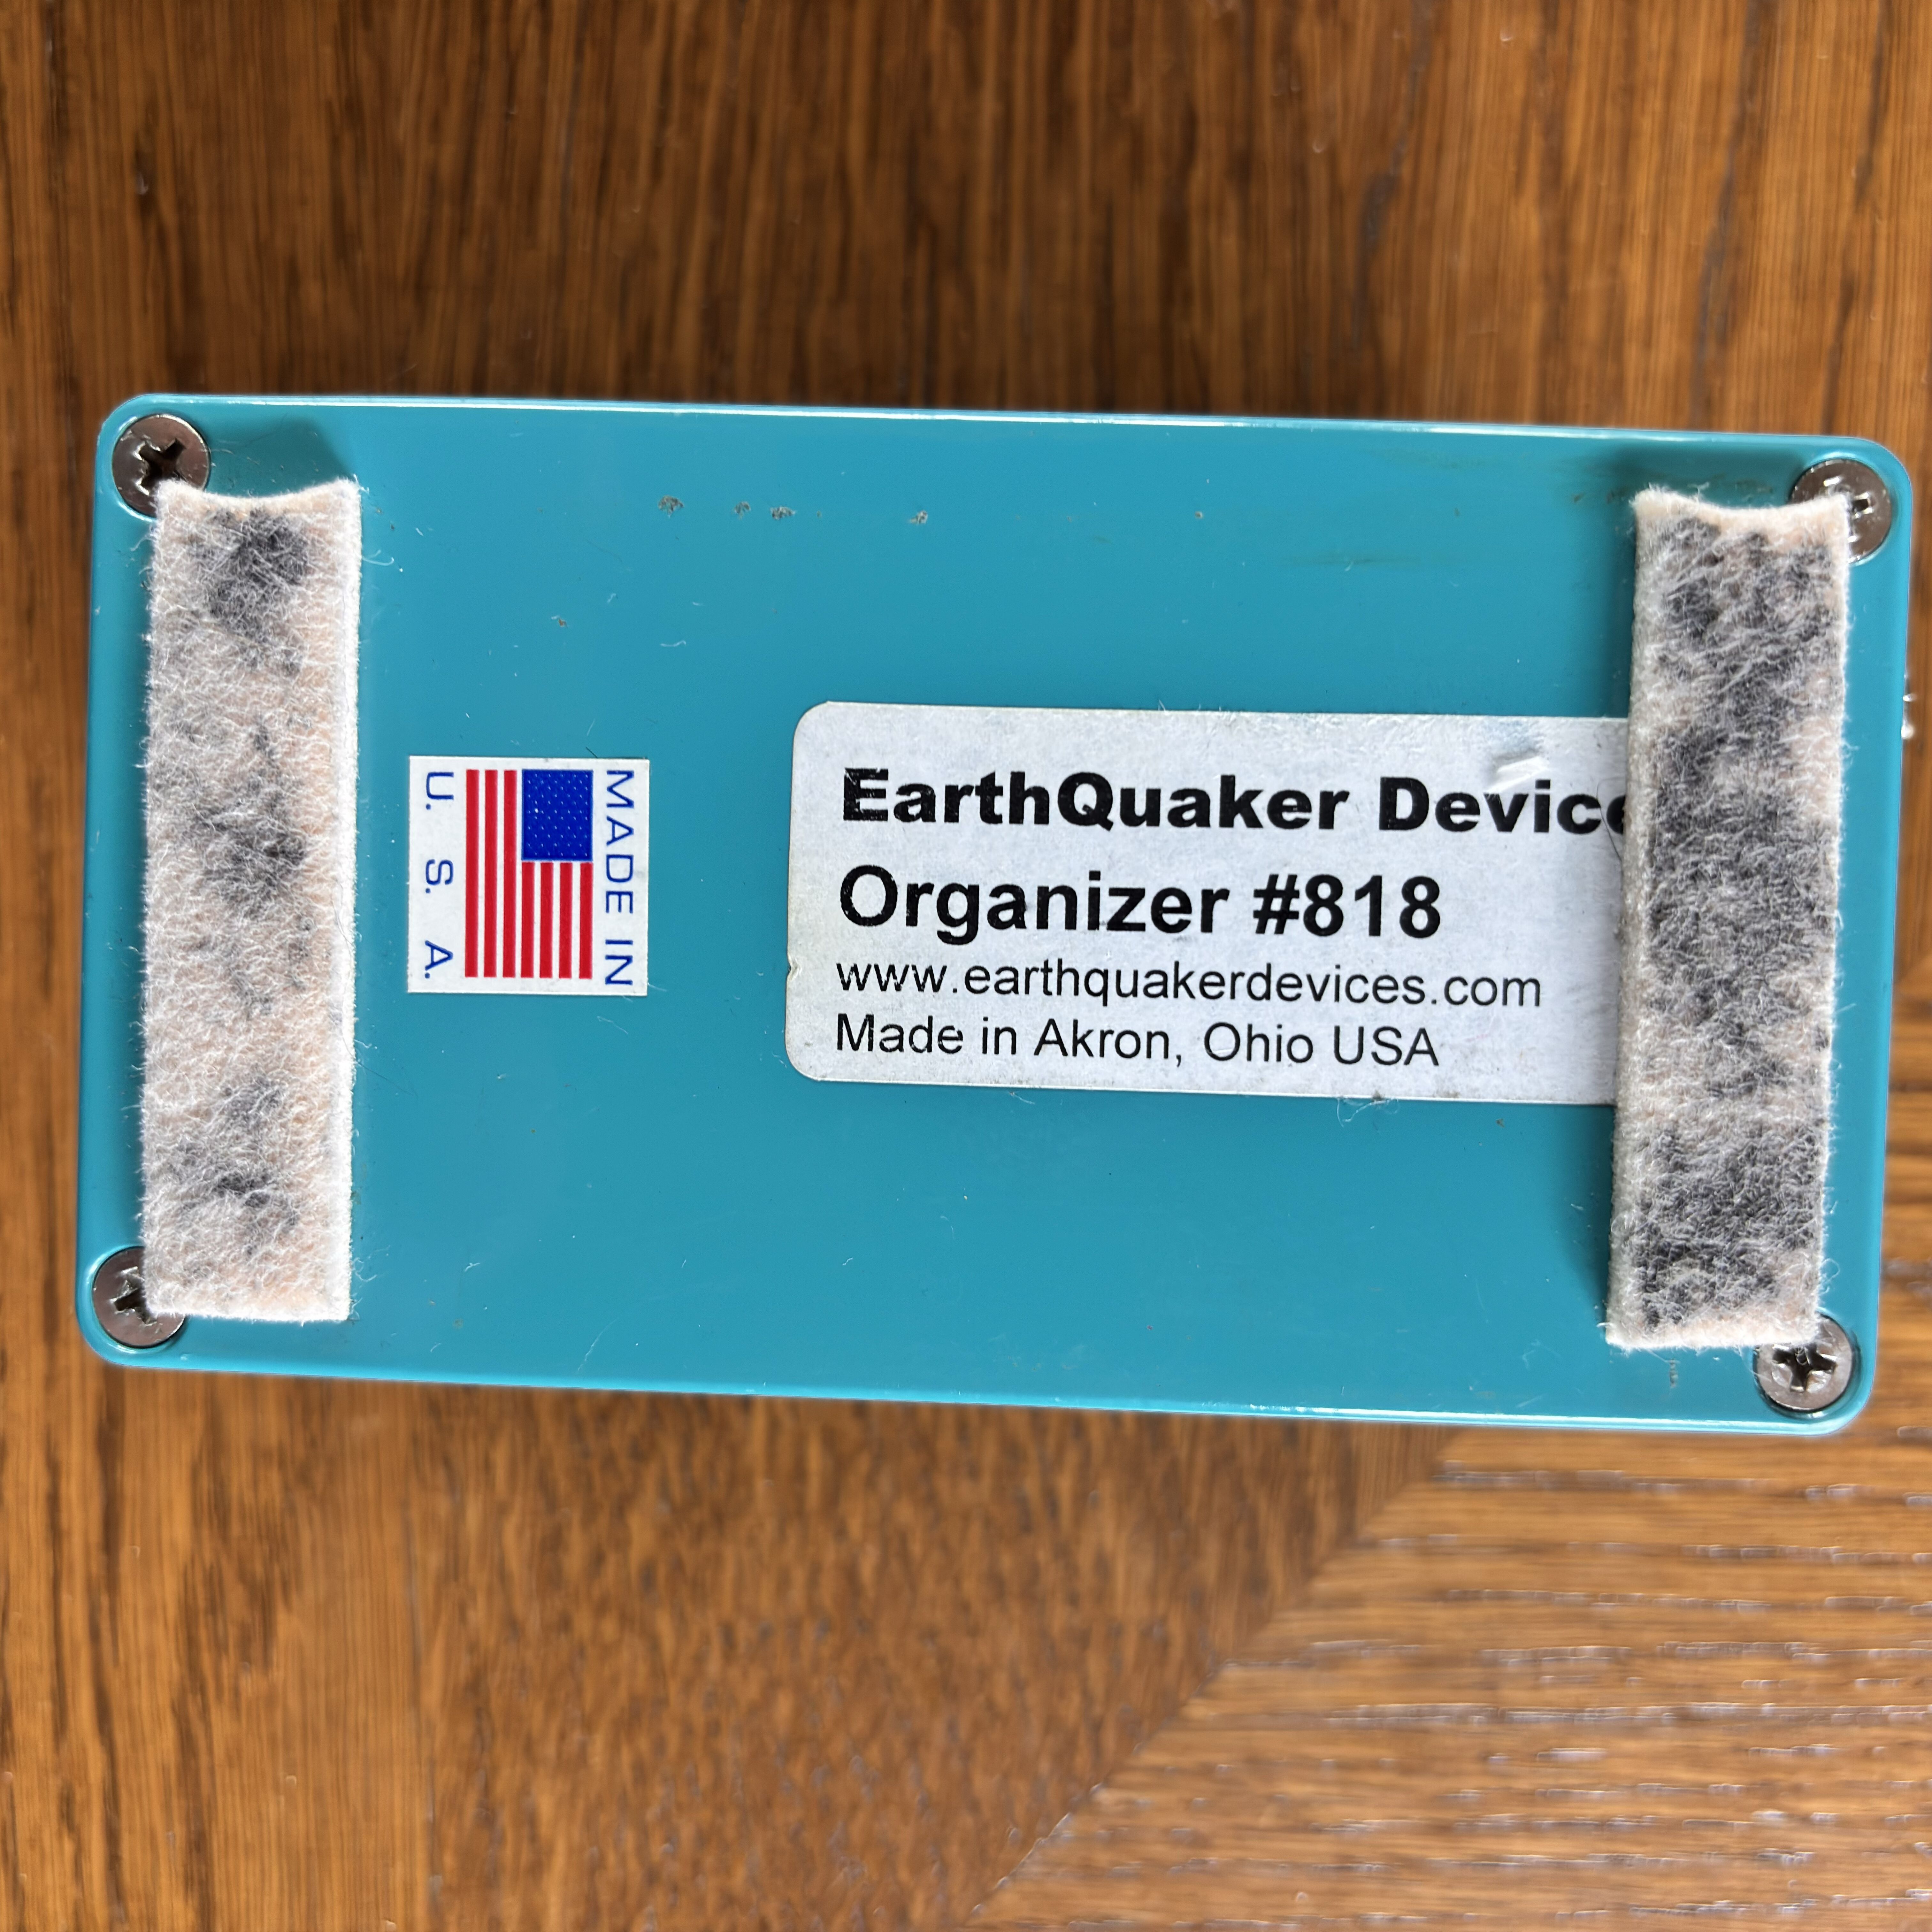 MADE IN
U. S. A.
EarthQuaker Device
Organizer #818
www.earthquakerdevices.com
Made in Akron, Ohio USA